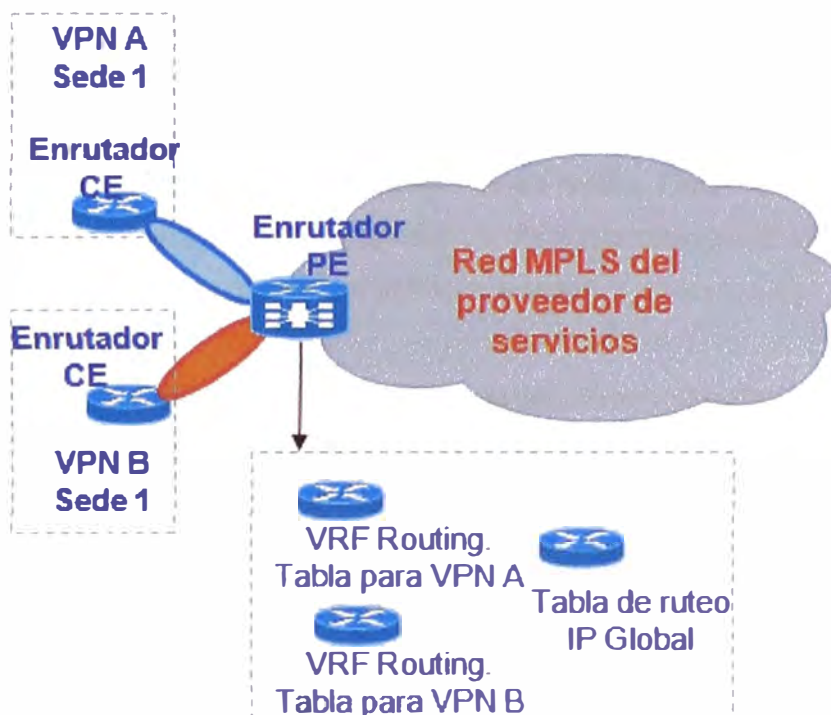 VPN A
Sede 1
Enrutador
CE
Enrutador
PE
Red MPLS del
proveedor de
servicios
Enrutador
CE
VPN B
Sede 1
VRF Routing.
Tabla para VPN A
Tabla de ruteo
IP Global
VRF Routing.
Tabla para VPN B